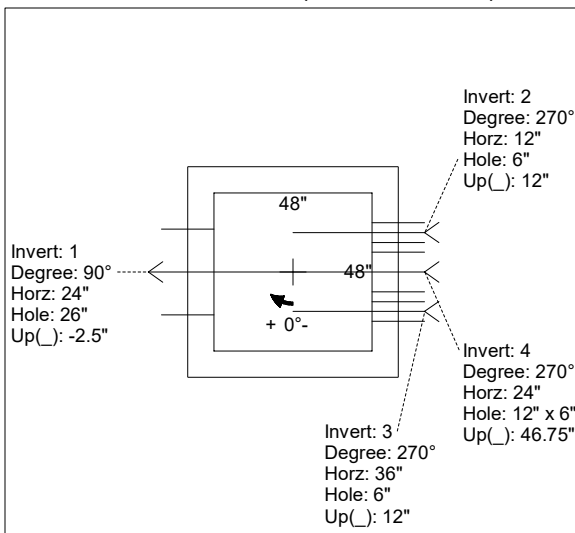 Invert: 2
Degree: 270°
Horz: 12"
Hole: 6"
Up(_): 12"
48"
48"
+ 0°-
Invert: 1
Degree: 90°
Horz: 24"
Hole: 26"
Up(_): -2.5"
Invert: 4
Degree: 270°
Horz: 24"
Hole: 12" x 6"
Up(_): 46.75"
Invert: 3
Degree: 270°
Horz: 36"
Hole: 6"
Up(_): 12"